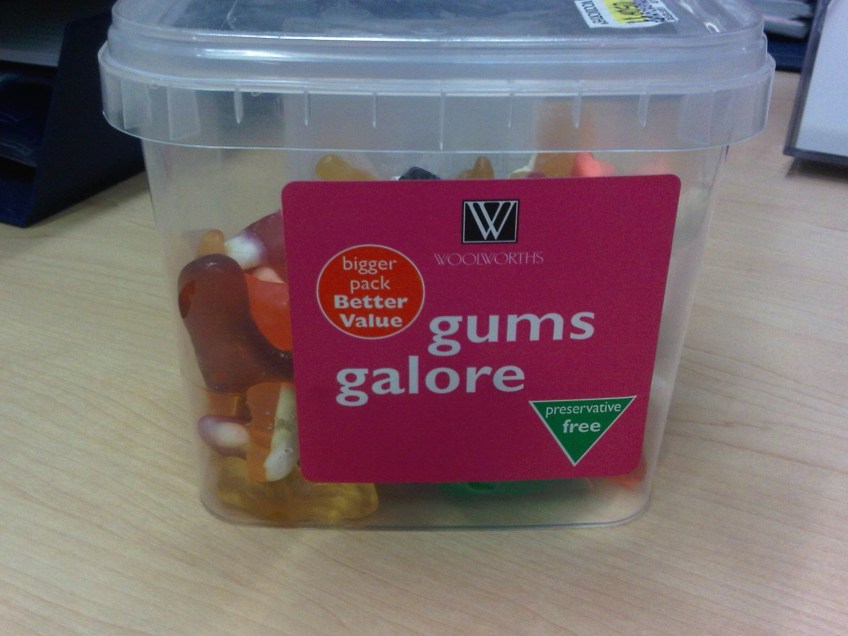 W
WOOLWORTHS
bigger
pack
Better
Value
gums
galore
preservative
free